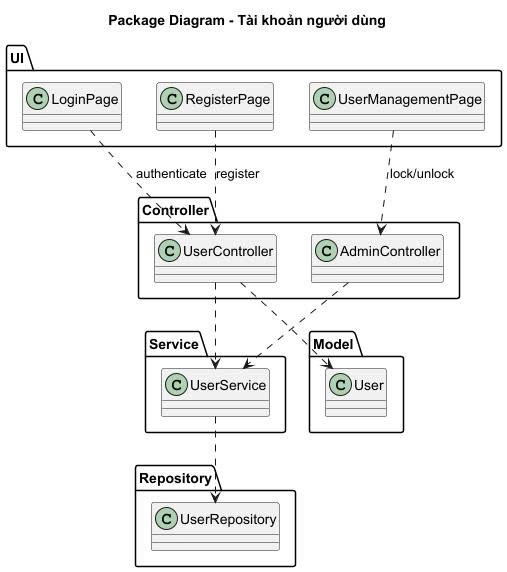 Package Diagram - Tài khoản người dùng
UI
C LoginPage
C RegisterPage
C UserManagementPage
authenticate
register
lock/unlock
Controller
C UserController
C AdminController
Service
Model
C UserService
C User
Repository
C UserRepository